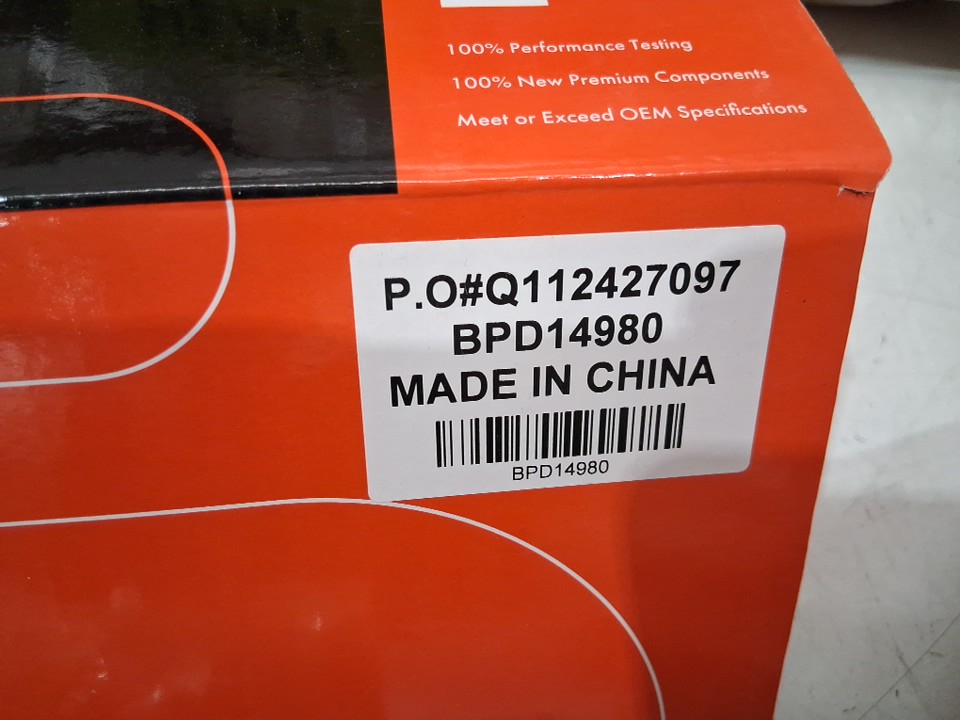 100% Performance Testing
100% New Premium Components
Meet or Exceed OEM Specifications
P.O#Q112427097
BPD14980
MADE IN CHINA
BPD14980